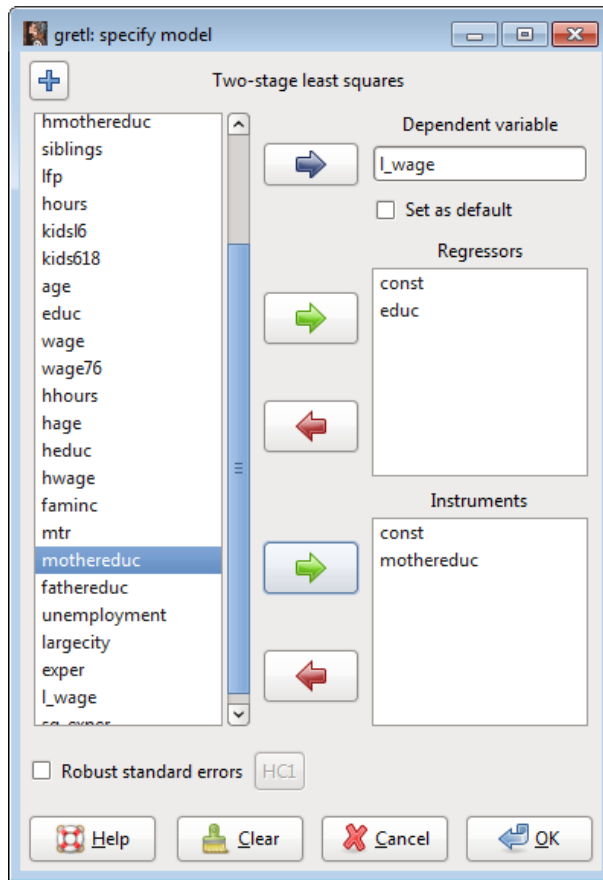 gretl: specify model
Two-stage least squares
hmothereduc
siblings
lfp
hours
kidsl6
kids618
age
educ
wage
wage76
hhours
hage
heduc
hwage
faminc
mtr
mothereduc
fathereduc
unemployment
largecity
exper
l_wage
sq_exper
Dependent variable
l_wage
Set as default
Regressors
const
educ
Instruments
const
mothereduc
Robust standard errors
HC1
Help
Clear
Cancel
OK